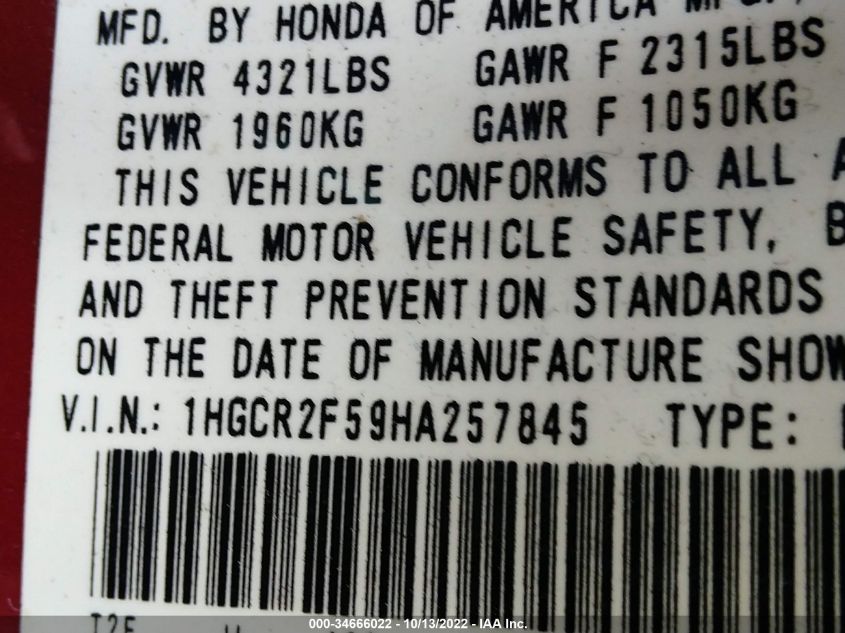 MFD. BY HONDA OF AMERICA MFG.,
GVWR 4321LBS GAWR F 2315LBS
GVWR 1960KG GAWR F 1050KG
THIS VEHICLE CONFORMS TO ALL A
FEDERAL MOTOR VEHICLE SAFETY, B
AND THEFT PREVENTION STANDARDS
ON THE DATE OF MANUFACTURE SHOW
V.I.N.: 1HGCR2F59HA257845 TYPE:
000-34666022 - 10/13/2022 - IAA Inc.